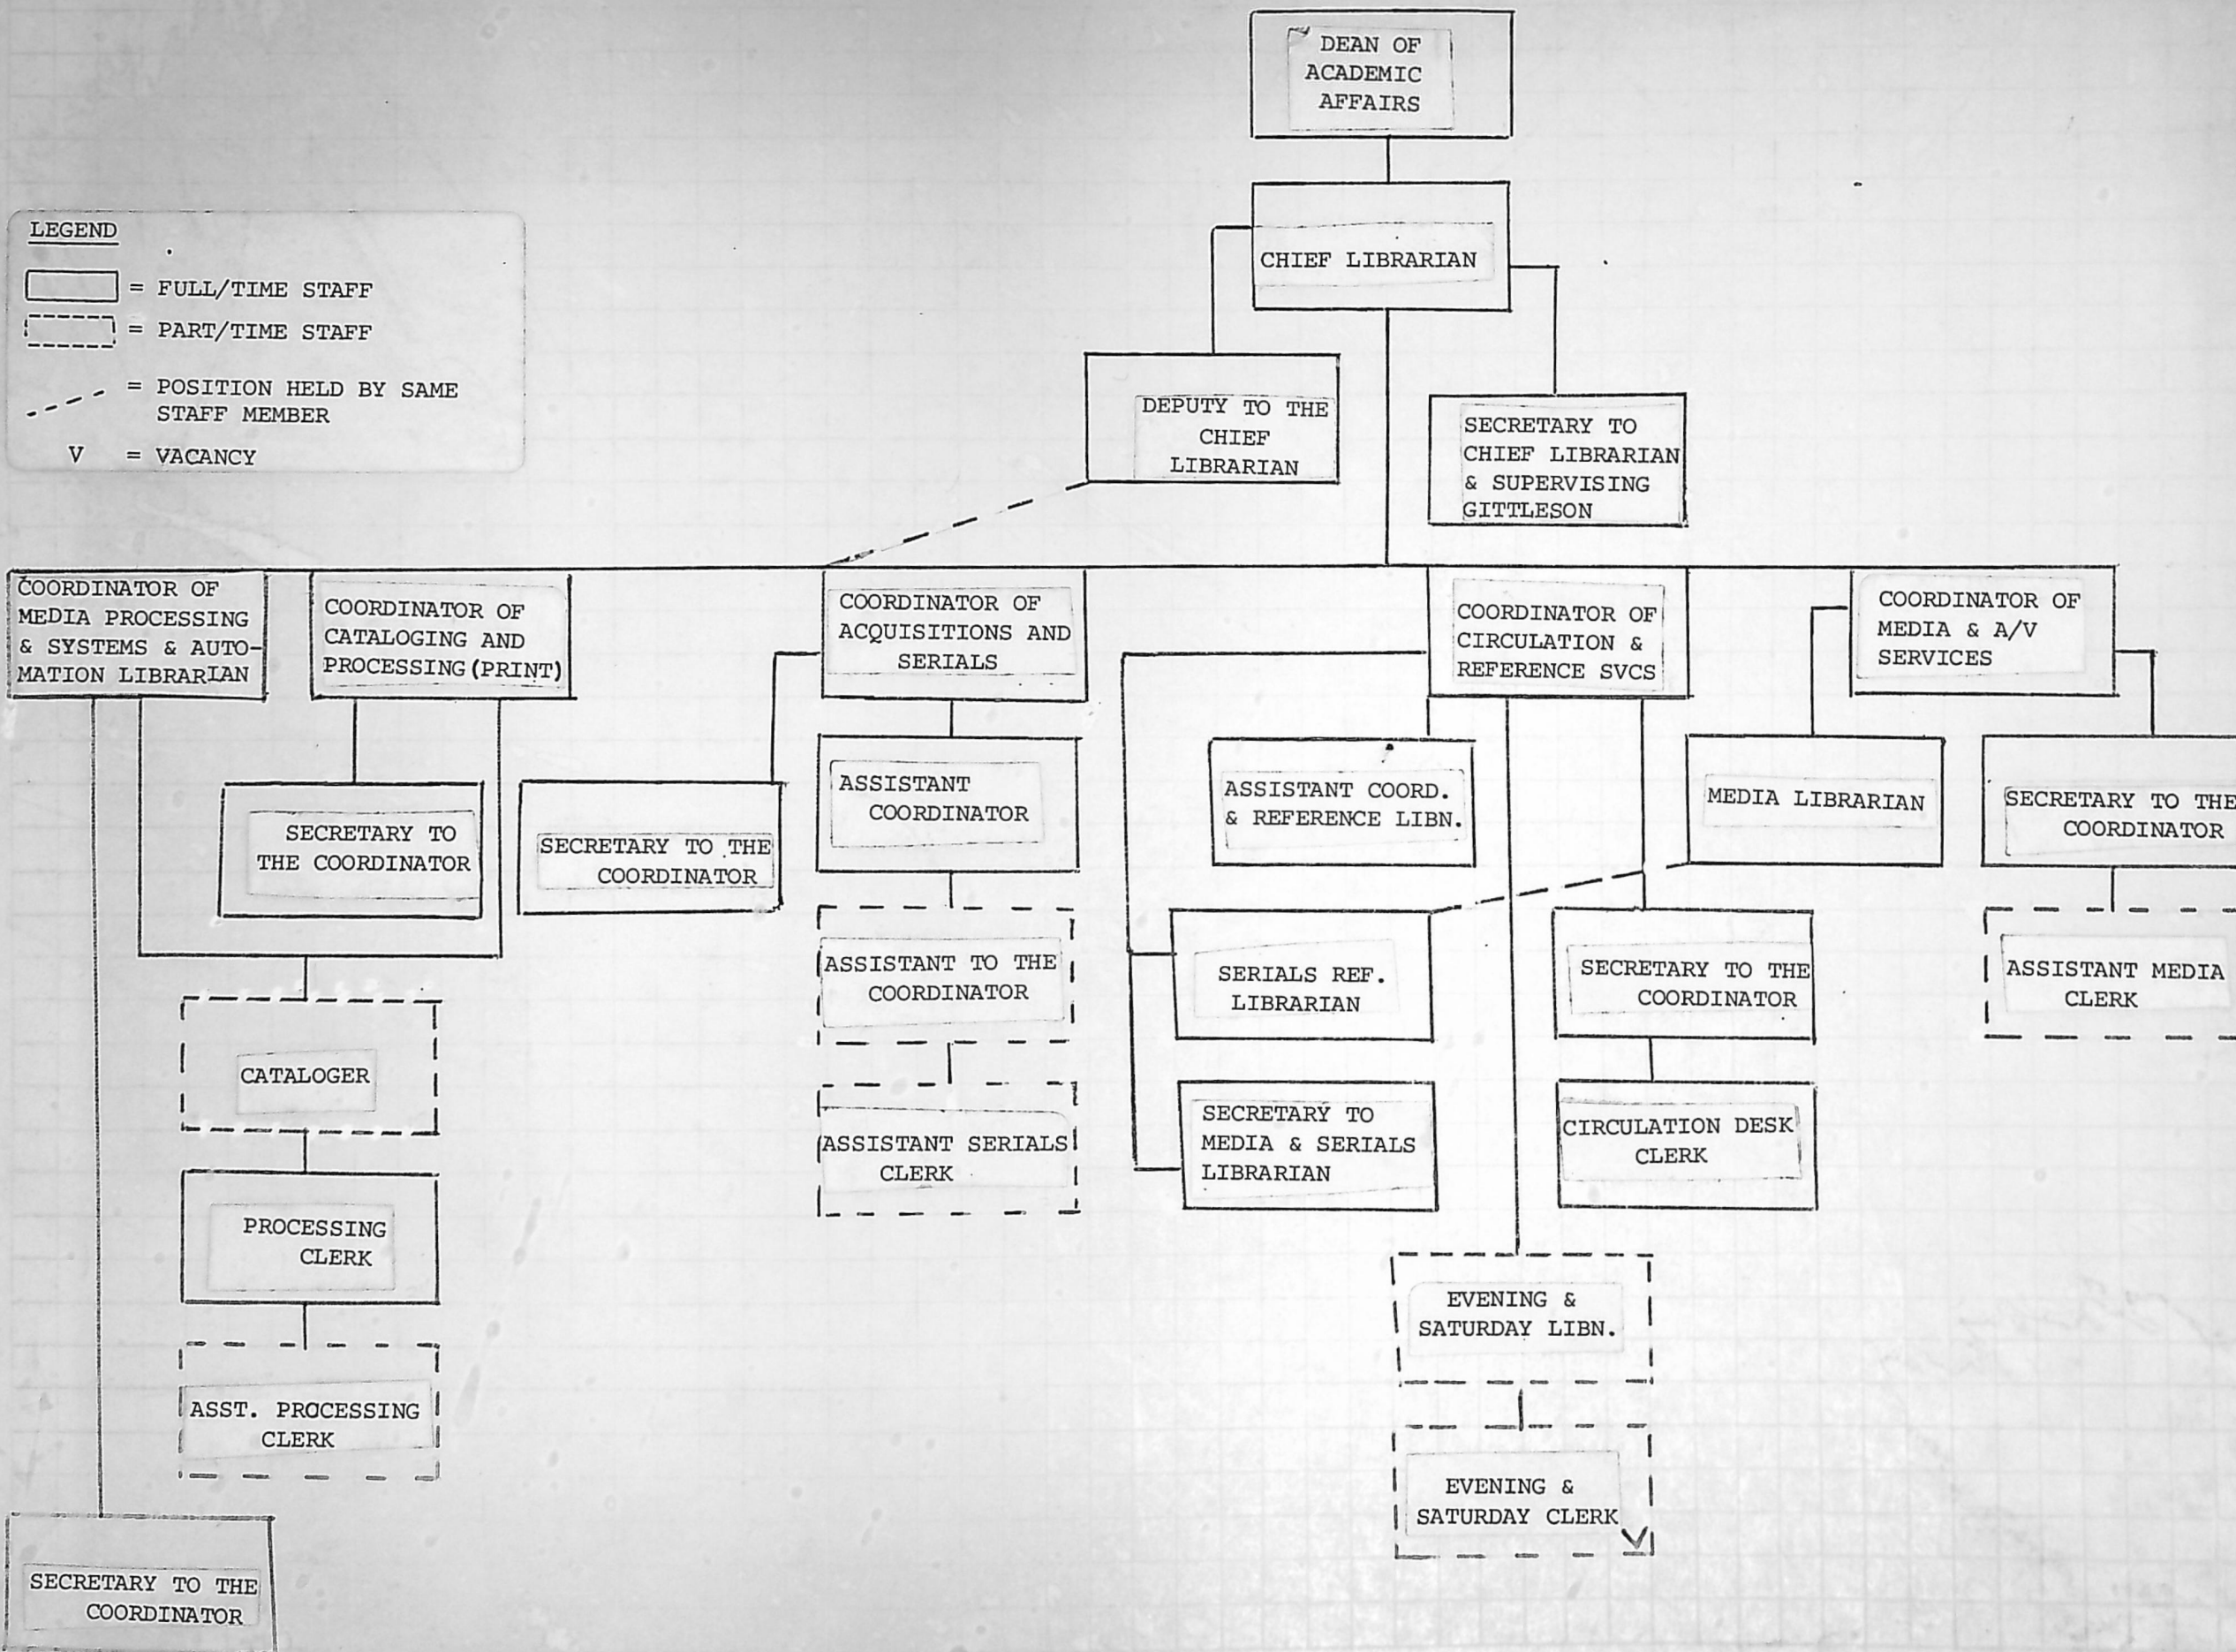 DEAN OF
ACADEMIC
AFFAIRS
CHIEF LIBRARIAN
LEGEND
= FULL/TIME STAFF
= PART/TIME STAFF
= POSITION HELD BY SAME
STAFF MEMBER
V = VACANCY
DEPUTY TO THE
CHIEF
LIBRARIAN
SECRETARY TO
CHIEF LIBRARIAN
& SUPERVISING
GITTLESON
COORDINATOR OF
MEDIA PROCESSING
& SYSTEMS & AUTO-
MATION LIBRARIAN
COORDINATOR OF
CATALOGING AND
PROCESSING (PRINT)
COORDINATOR OF
ACQUISITIONS AND
SERIALS
COORDINATOR OF
CIRCULATION &
REFERENCE SVCS
COORDINATOR OF
MEDIA & A/V
SERVICES
SECRETARY TO
THE COORDINATOR
SECRETARY TO THE
COORDINATOR
ASSISTANT
COORDINATOR
ASSISTANT COORD.
& REFERENCE LIBN.
MEDIA LIBRARIAN
SECRETARY TO THE
COORDINATOR
ASSISTANT TO THE
COORDINATOR
SERIALS REF.
LIBRARIAN
SECRETARY TO THE
COORDINATOR
ASSISTANT MEDIA
CLERK
CATALOGER
ASSISTANT SERIALS
CLERK
SECRETARY TO
MEDIA & SERIALS
LIBRARIAN
CIRCULATION DESK
CLERK
PROCESSING
CLERK
EVENING &
SATURDAY LIBN.
ASST. PROCESSING
CLERK
EVENING &
SATURDAY CLERK
V
SECRETARY TO THE
COORDINATOR